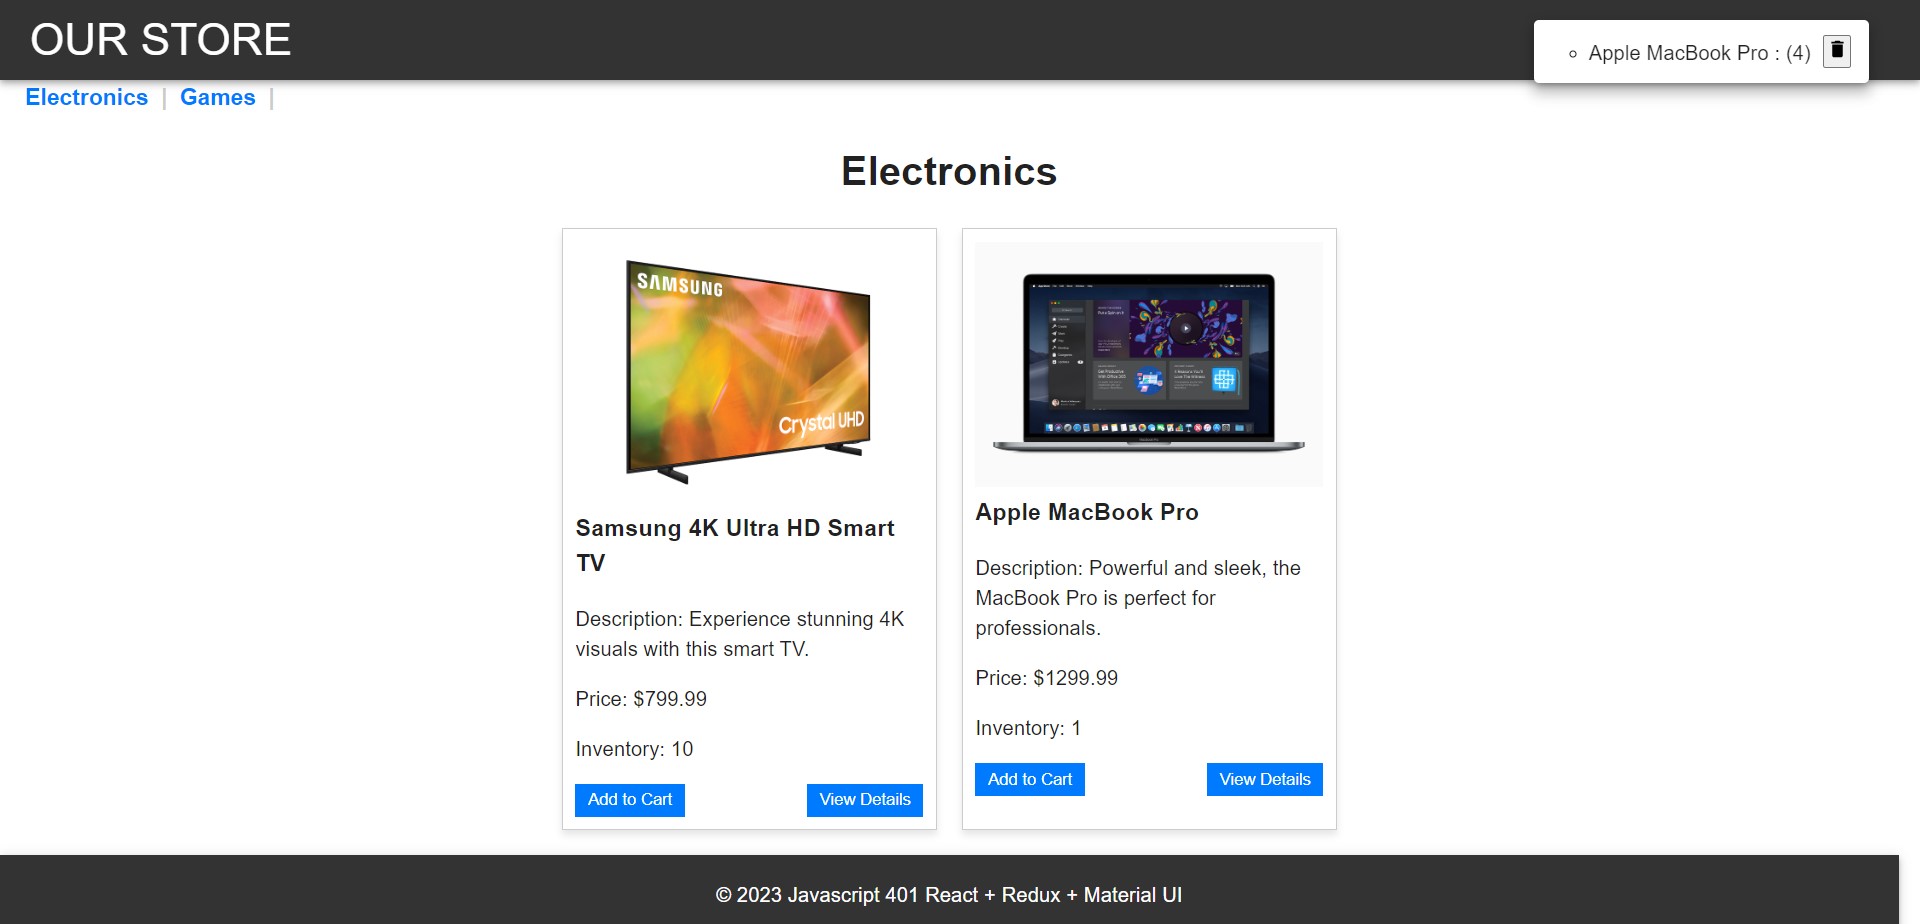 OUR STORE
Apple MacBook Pro : (4)
Electronics | Games |
Electronics
SAMSUNG
Crystal UHD
Samsung 4K Ultra HD Smart
TV
Description: Experience stunning 4K
visuals with this smart TV.
Price: $799.99
Inventory: 10
Add to Cart View Details
Apple MacBook Pro
Description: Powerful and sleek, the
MacBook Pro is perfect for
professionals.
Price: $1299.99
Inventory: 1
Add to Cart View Details
© 2023 Javascript 401 React + Redux + Material UI